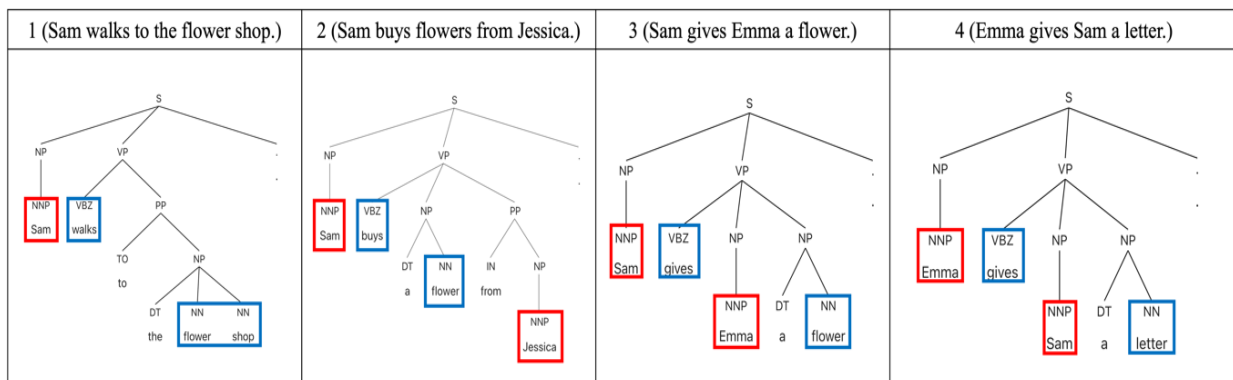 1 (Sam walks to the flower shop.)
S
NP VP .
.
NNP VBZ PP
Sam walks
TO NP
to
DT NN NN
the flower shop
2 (Sam buys flowers from Jessica.)
S
NP VP .
.
NNP VBZ NP PP
Sam buys
DT NN IN NP
a flower from
NNP
Jessica
3 (Sam gives Emma a flower.)
S
NP VP .
.
NNP VBZ NP NP
Sam gives
NNP DT NN
Emma a flower
4 (Emma gives Sam a letter.)
S
NP VP .
.
NNP VBZ NP NP
Emma gives
NNP DT NN
Sam a letter